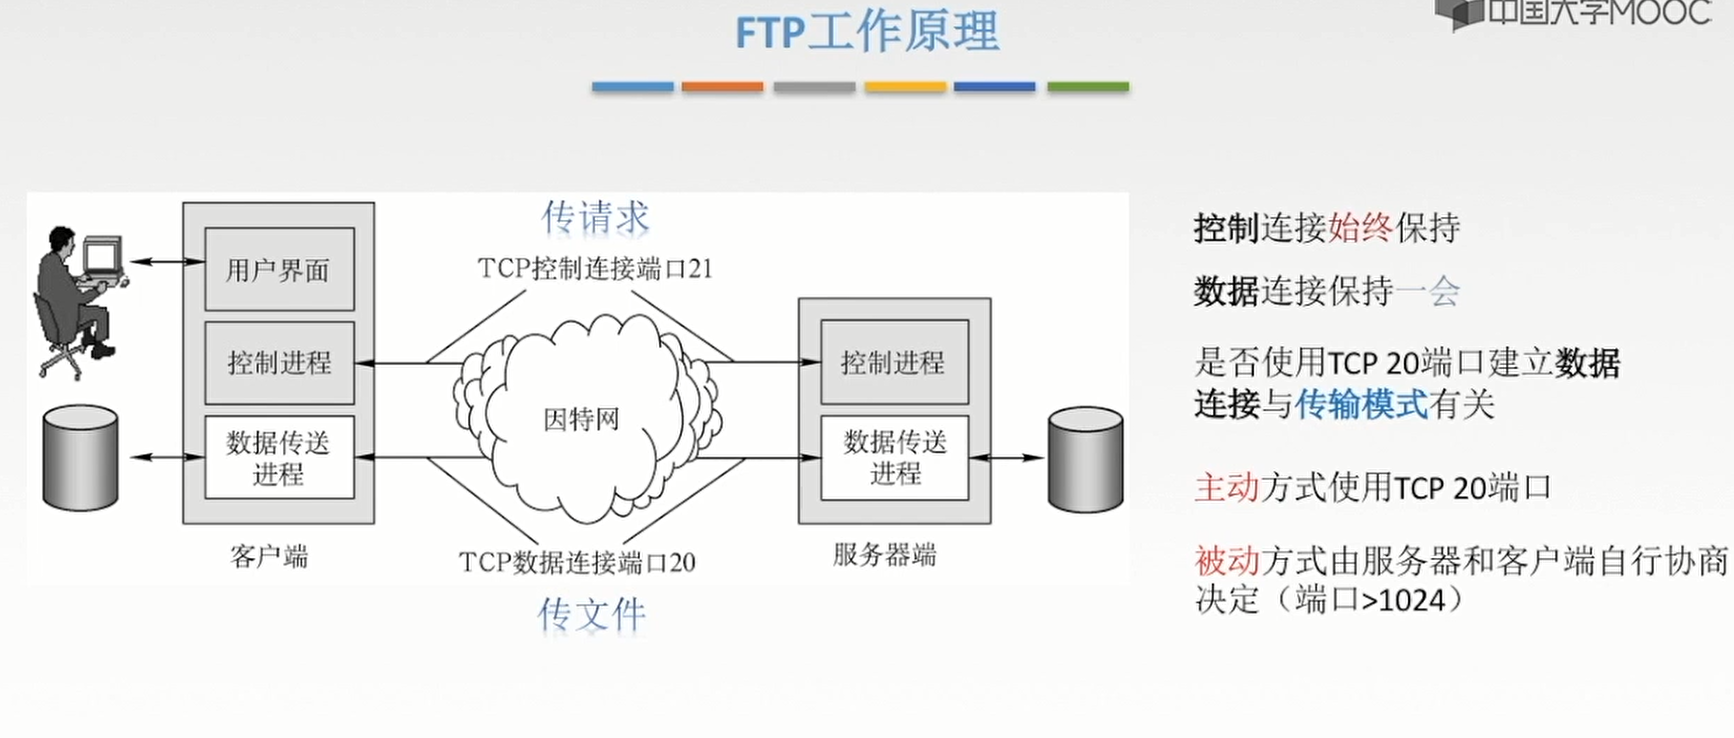 中国大学MOOC
FTP工作原理
传请求
TCP控制连接端口21
用户界面
控制进程
数据传送
进程
客户端
因特网
控制进程
数据传送
进程
服务器端
TCP数据连接端口20
传文件
控制连接始终保持
数据连接保持一会
是否使用TCP 20端口建立数据
连接与传输模式有关
主动方式使用TCP 20端口
被动方式由服务器和客户端自行协商
决定（端口>1024）